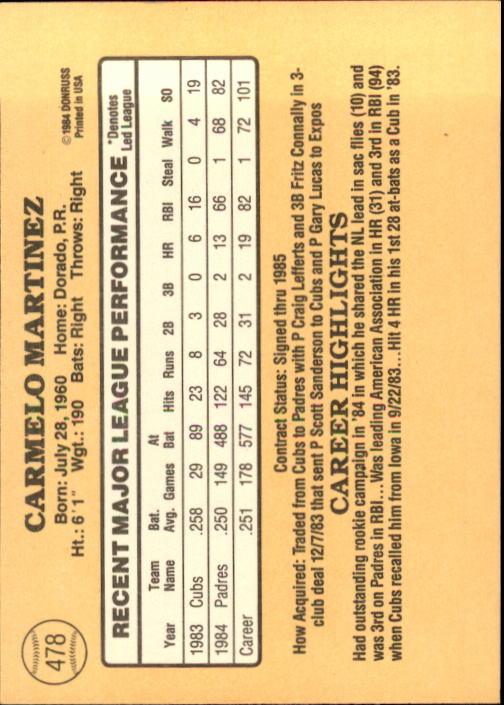 478
CARMELO MARTINEZ
Born: July 28, 1960 Home: Dorado, P.R.
Ht.: 6'1" Wgt.: 190 Bats: Right Throws: Right
© 1984 DONRUSS
Printed in USA
RECENT MAJOR LEAGUE PERFORMANCE *Denotes Led League
Year Team Name Bat. Avg. Games At Bat Hits Runs 2B 3B HR RBI Steal Walk SO
1983 Cubs .258 29 89 23 8 3 0 6 16 0 4 19
1984 Padres .250 149 488 122 64 28 2 13 66 1 68 82
Career .251 178 577 145 72 31 2 19 82 1 72 101
Contract Status: Signed thru 1985
How Acquired: Traded from Cubs to Padres with P Craig Lefferts and 3B Fritz Connally in 3-
club deal 12/7/83 that sent P Scott Sanderson to Cubs and P Gary Lucas to Expos
CAREER HIGHLIGHTS
Had outstanding rookie campaign in '84 in which he shared the NL lead in sac flies (10) and
was 3rd on Padres in RBI...Was leading American Association in HR (31) and 3rd in RBI (94)
when Cubs recalled him from Iowa in 9/22/83...Hit 4 HR in his 1st 28 at-bats as a Cub in '83.